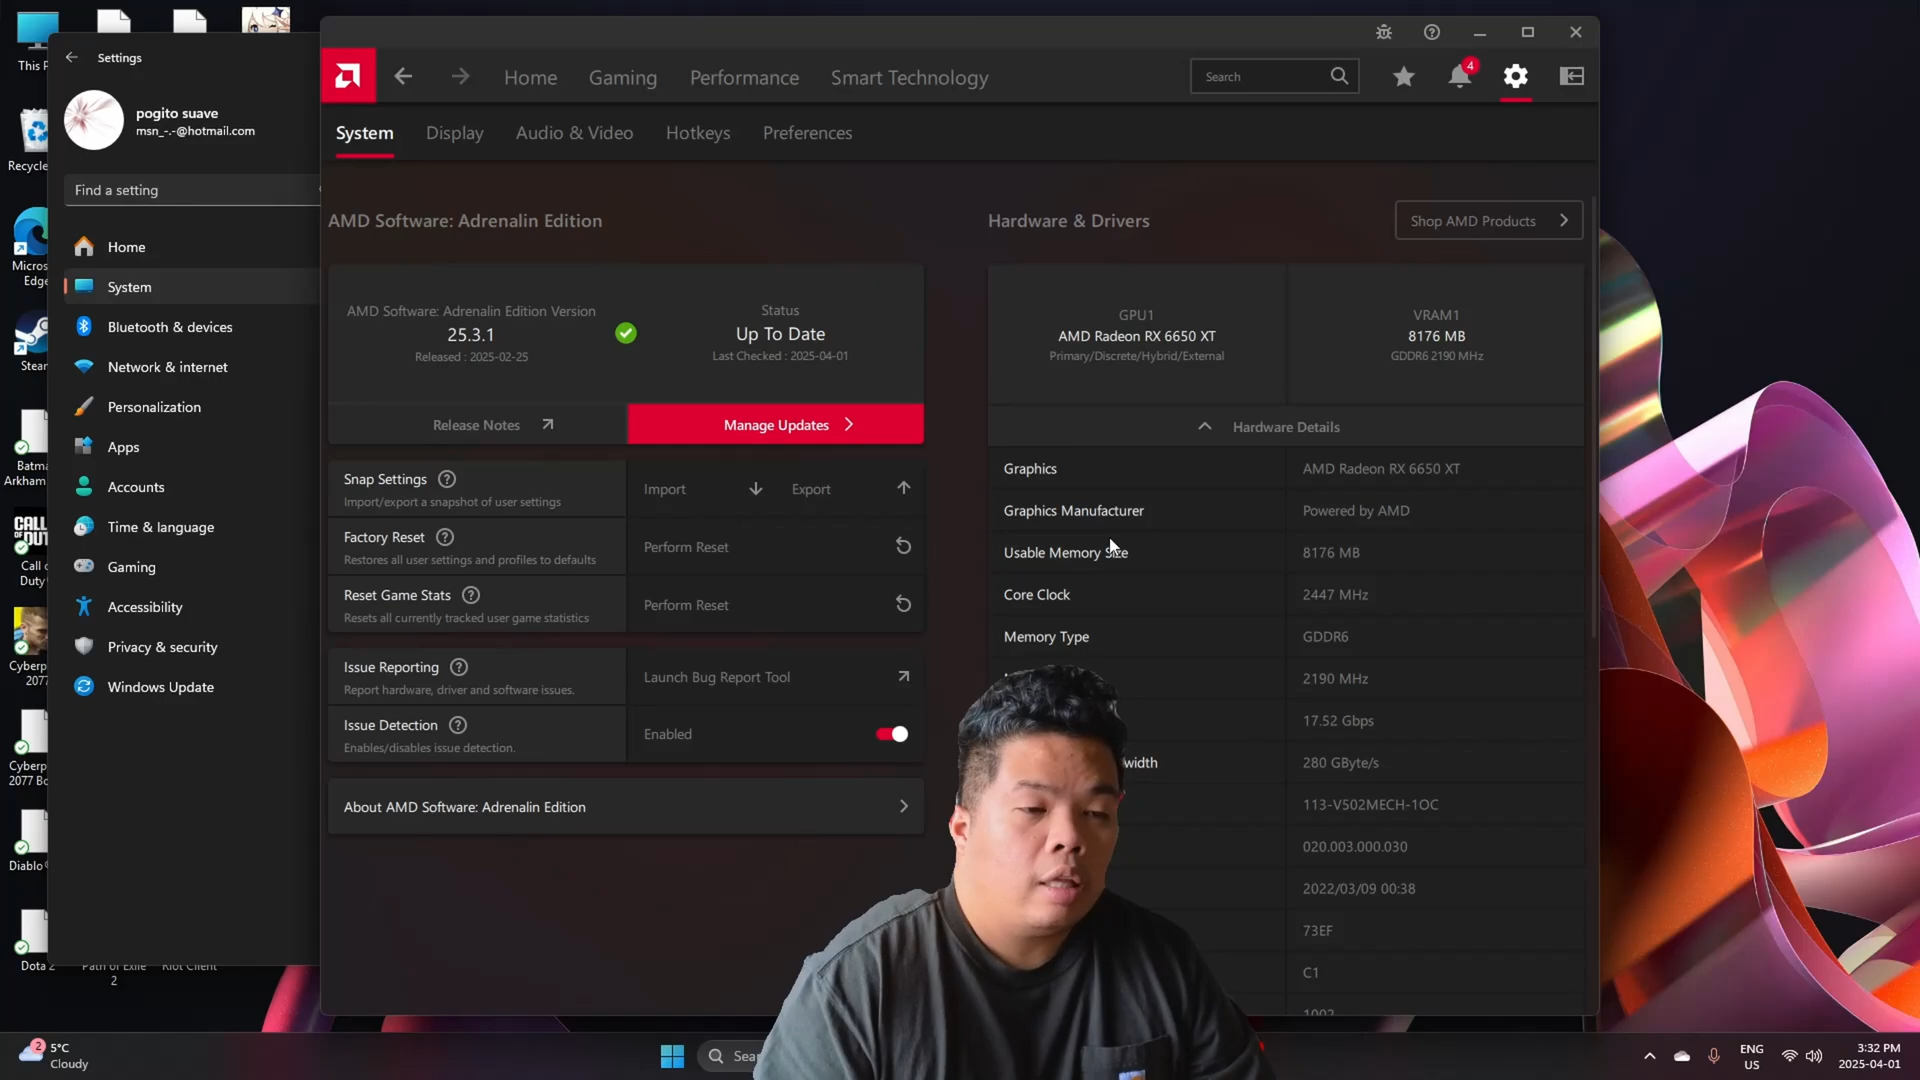 This P
Recycle
Micros
Edge
Stear
Batma
Arkham
CALL OF DUTY
Call o
Duty
Cyberp
2077
Cyberp
2077 Bo
Diablo
Dota 2
Path of Exile
2
Riot Client
Settings
pogito suave
msn_-.-@hotmail.com
Find a setting
Home
System
Bluetooth & devices
Network & internet
Personalization
Apps
Accounts
Time & language
Gaming
Accessibility
Privacy & security
Windows Update
Home
Gaming
Performance
Smart Technology
Search
4
System
Display
Audio & Video
Hotkeys
Preferences
AMD Software: Adrenalin Edition
AMD Software: Adrenalin Edition Version
25.3.1
Released : 2025-02-25
Status
Up To Date
Last Checked : 2025-04-01
Release Notes
Manage Updates
Snap Settings
Import/export a snapshot of user settings
Import
Export
Factory Reset
Restores all user settings and profiles to defaults
Perform Reset
Reset Game Stats
Resets all currently tracked user game statistics
Perform Reset
Issue Reporting
Report hardware, driver and software issues.
Launch Bug Report Tool
Issue Detection
Enables/disables issue detection.
Enabled
About AMD Software: Adrenalin Edition
Hardware & Drivers
Shop AMD Products
GPU1
AMD Radeon RX 6650 XT
Primary/Discrete/Hybrid/External
VRAM1
8176 MB
GDDR6 2190 MHz
Hardware Details
Graphics
AMD Radeon RX 6650 XT
Graphics Manufacturer
Powered by AMD
Usable Memory Size
8176 MB
Core Clock
2447 MHz
Memory Type
GDDR6
2190 MHz
17.52 Gbps
width
280 GByte/s
113-V502MECH-1OC
020.003.000.030
2022/03/09 00:38
73EF
C1
1002
2
5°C
Cloudy
Sea
ENG
US
3:32 PM
2025-04-01